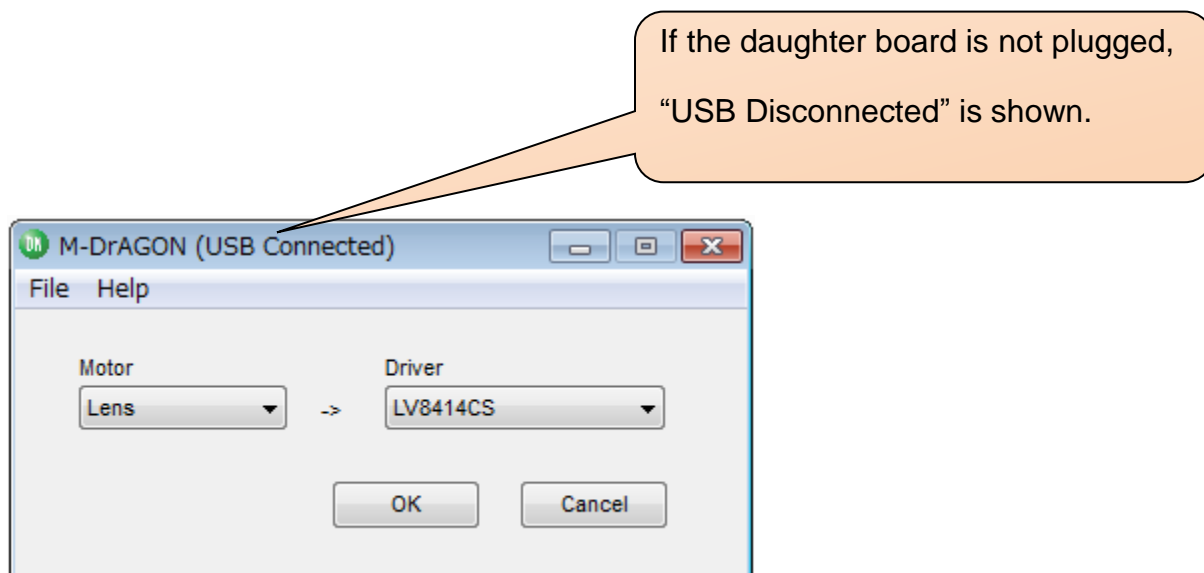 If the daughter board is not plugged,
“USB Disconnected” is shown.
M-DrAGON (USB Connected)
File Help
Motor Driver
Lens -> LV8414CS
OK Cancel